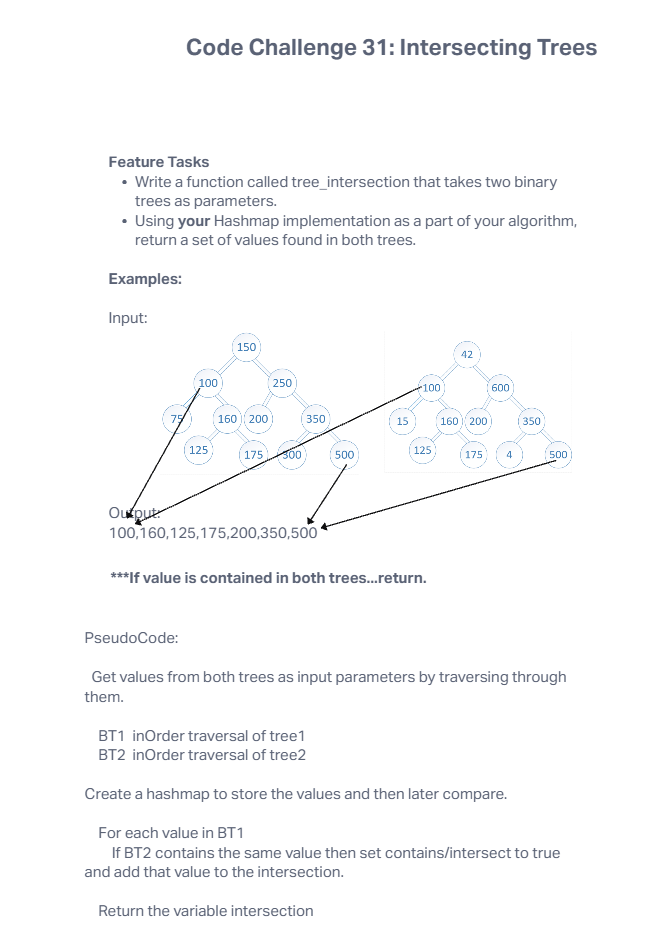 Code Challenge 31: Intersecting Trees
Feature Tasks
• Write a function called tree_intersection that takes two binary
trees as parameters.
• Using your Hashmap implementation as a part of your algorithm,
return a set of values found in both trees.
Examples:
Input:
150
42
100 250
100 600
75 160 200 350
15 160 200 350
125 175 300 500
125 175 4 500
Output:
100,160,125,175,200,350,500
***If value is contained in both trees...return.
PseudoCode:
Get values from both trees as input parameters by traversing through
them.
BT1 inOrder traversal of tree1
BT2 inOrder traversal of tree2
Create a hashmap to store the values and then later compare.
For each value in BT1
If BT2 contains the same value then set contains/intersect to true
and add that value to the intersection.
Return the variable intersection